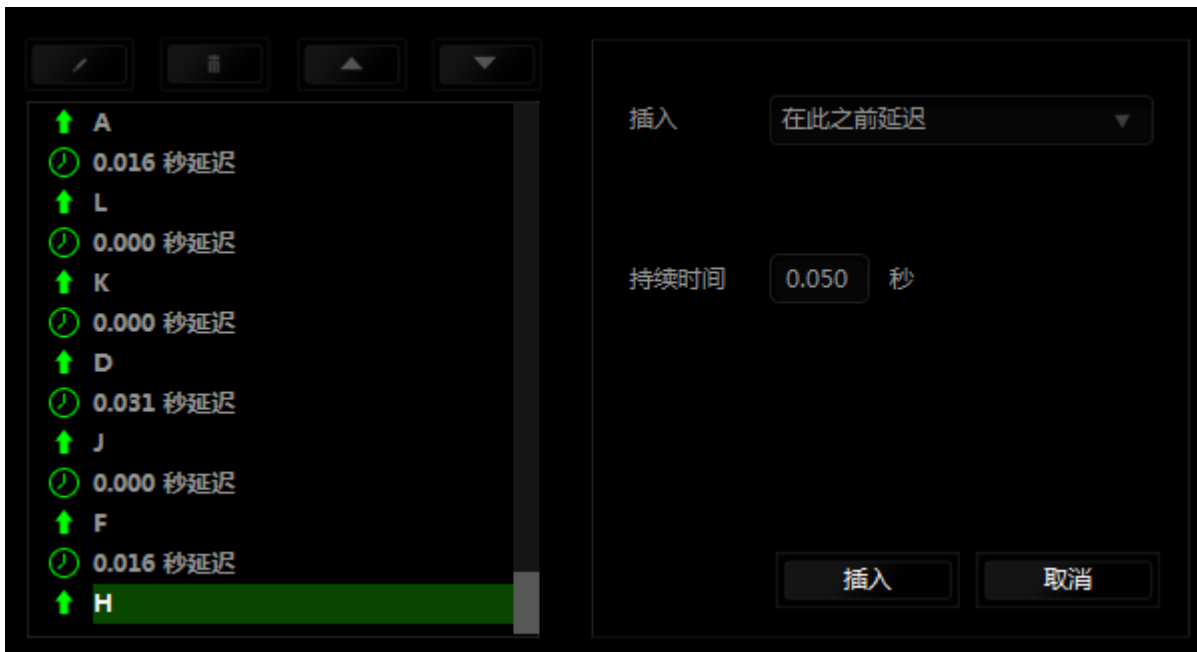 A
0.016 秒延迟
L
0.000 秒延迟
K
0.000 秒延迟
D
0.031 秒延迟
J
0.000 秒延迟
F
0.016 秒延迟
H
插入 在此之前延迟
持续时间 0.050 秒
插入 取消